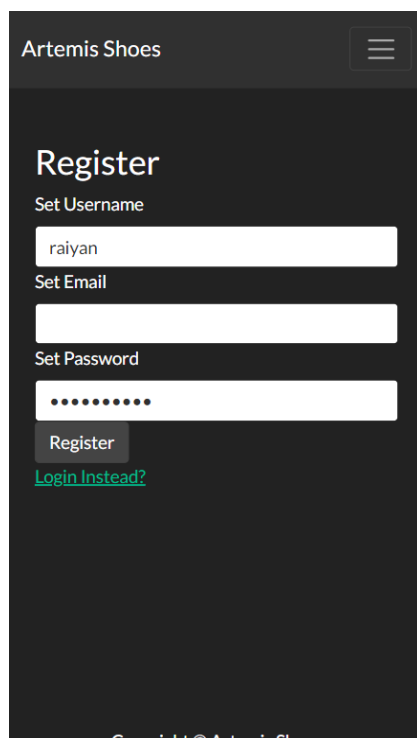 Artemis Shoes
Register
Set Username
raiyan
Set Email
Set Password
Register
Login Instead?